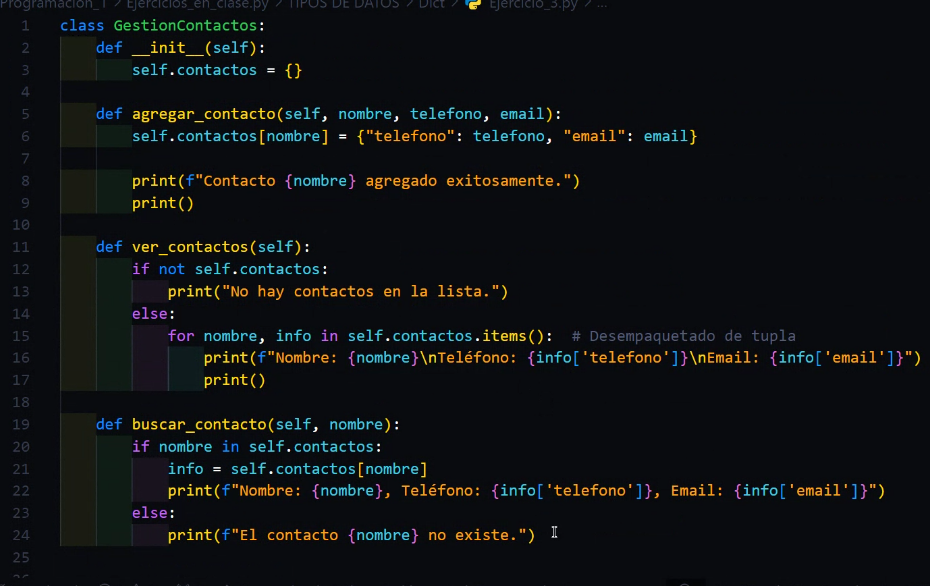 Programacion_1 > Ejercicios_en_clase.py > TIPOS DE DATOS > Dict > Ejercicio_3.py > ...
1 class GestionContactos:
2     def __init__(self):
3         self.contactos = {}
4
5     def agregar_contacto(self, nombre, telefono, email):
6         self.contactos[nombre] = {"telefono": telefono, "email": email}
7
8         print(f"Contacto {nombre} agregado exitosamente.")
9         print()
10
11     def ver_contactos(self):
12         if not self.contactos:
13             print("No hay contactos en la lista.")
14         else:
15             for nombre, info in self.contactos.items():  # Desempaquetado de tupla
16                 print(f"Nombre: {nombre}\nTeléfono: {info['telefono']}\nEmail: {info['email']}")
17                 print()
18
19     def buscar_contacto(self, nombre):
20         if nombre in self.contactos:
21             info = self.contactos[nombre]
22             print(f"Nombre: {nombre}, Teléfono: {info['telefono']}, Email: {info['email']}")
23         else:
24             print(f"El contacto {nombre} no existe.")
25